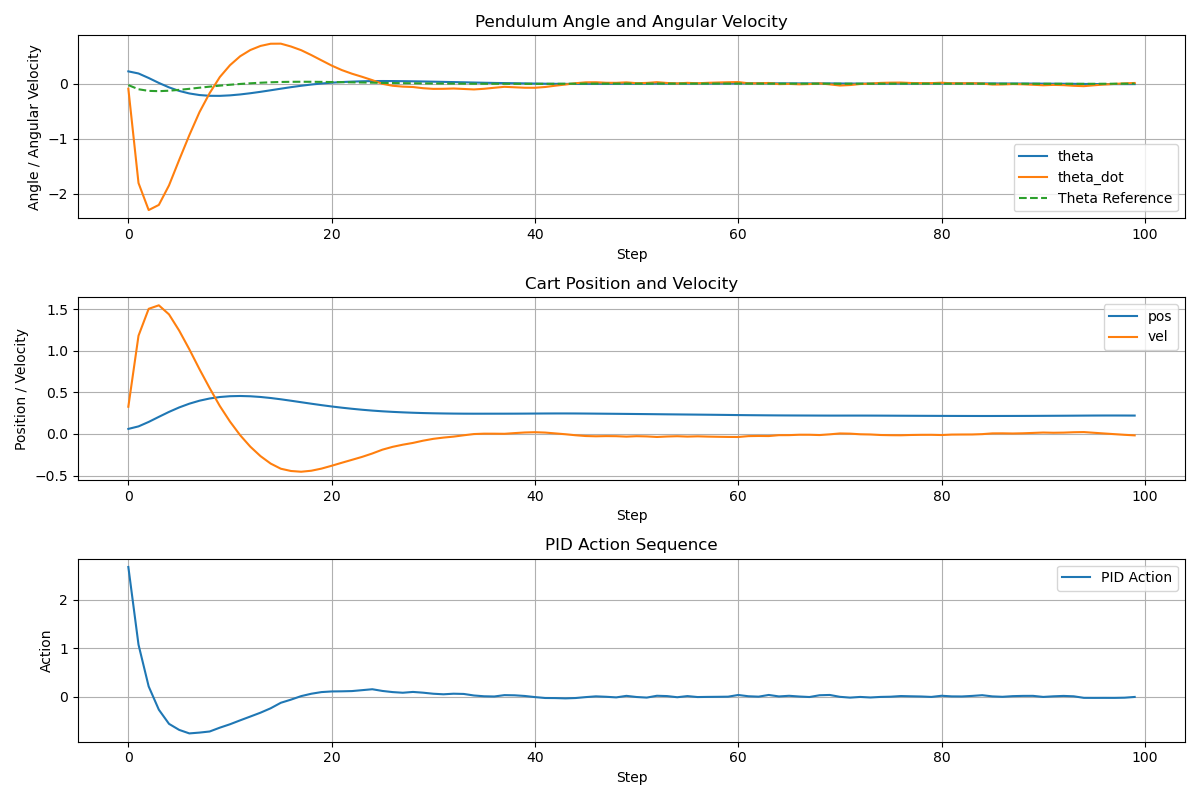 Pendulum Angle and Angular Velocity
Angle / Angular Velocity
0
−1
−2
theta
theta_dot
Theta Reference
0 20 40 60 80 100
Step
Cart Position and Velocity
Position / Velocity
1.5
1.0
0.5
0.0
−0.5
pos
vel
0 20 40 60 80 100
Step
PID Action Sequence
Action
2
1
0
PID Action
0 20 40 60 80 100
Step